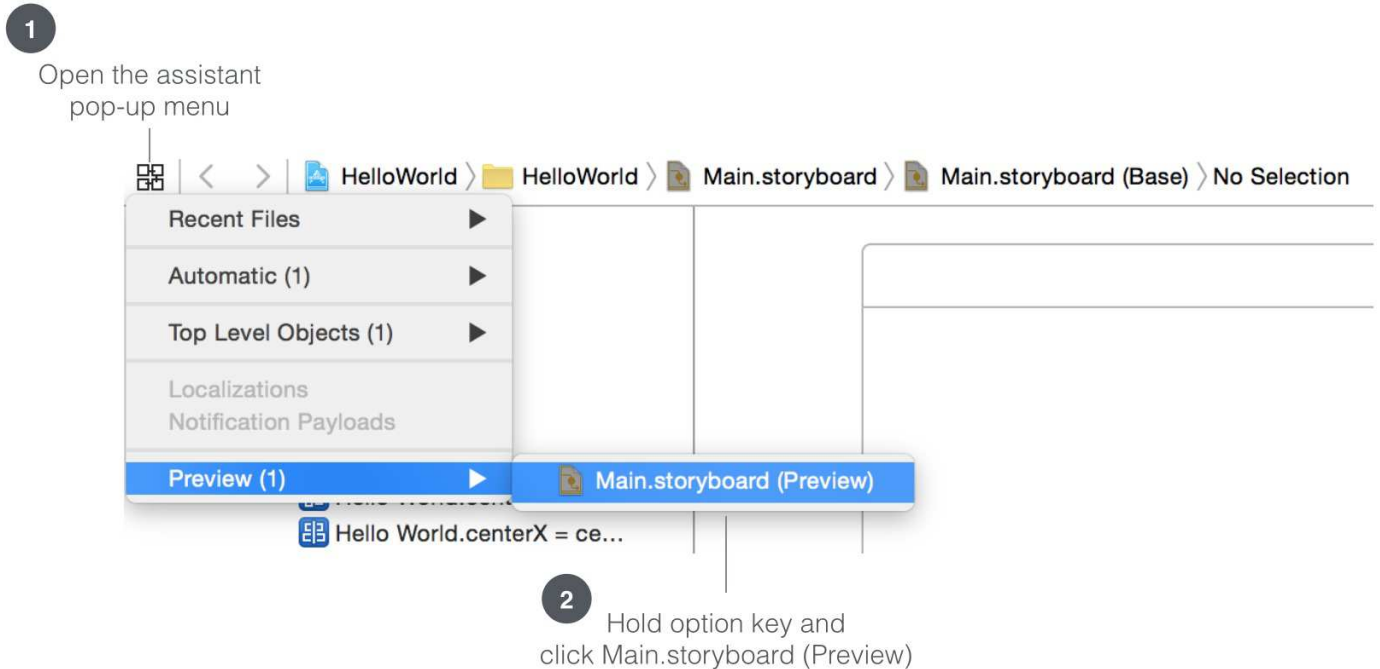 1
Open the assistant
pop-up menu
HelloWorld 〉 HelloWorld 〉 Main.storyboard 〉 Main.storyboard (Base) 〉 No Selection
Recent Files
Automatic (1)
Top Level Objects (1)
Localizations
Notification Payloads
Preview (1)
Main.storyboard (Preview)
Hello World.centerX = ce...
2
Hold option key and
click Main.storyboard (Preview)